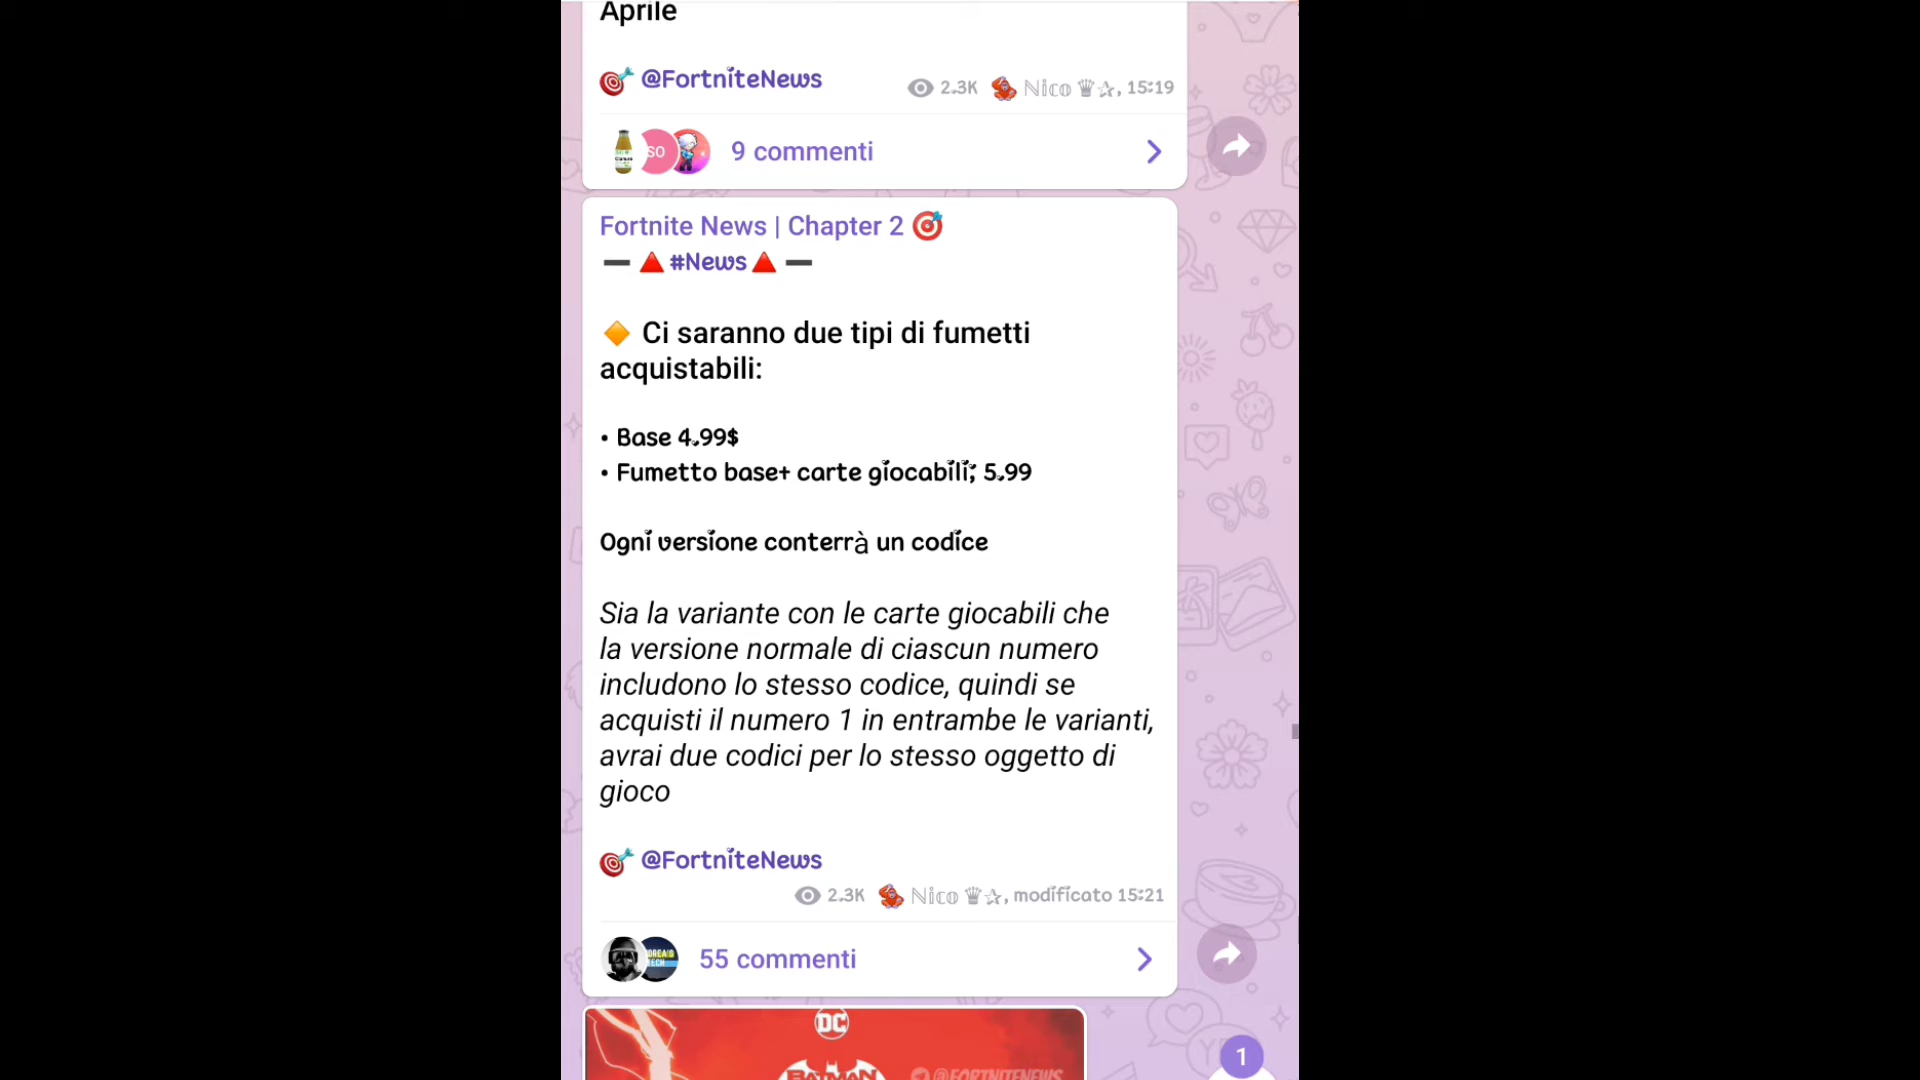 Aprile
@FortniteNews
2.3K Nico ♛☆, 15:19
SO
9 commenti
Fortnite News | Chapter 2
#News
Ci saranno due tipi di fumetti
acquistabili:
• Base 4.99$
• Fumetto base+ carte giocabili; 5.99
Ogni versione conterrà un codice
Sia la variante con le carte giocabili che
la versione normale di ciascun numero
includono lo stesso codice, quindi se
acquisti il numero 1 in entrambe le varianti,
avrai due codici per lo stesso oggetto di
gioco
@FortniteNews
2.3K Nico ♛☆, modificato 15:21
55 commenti
DC
BATMAN
@FORTNITENEWS
1